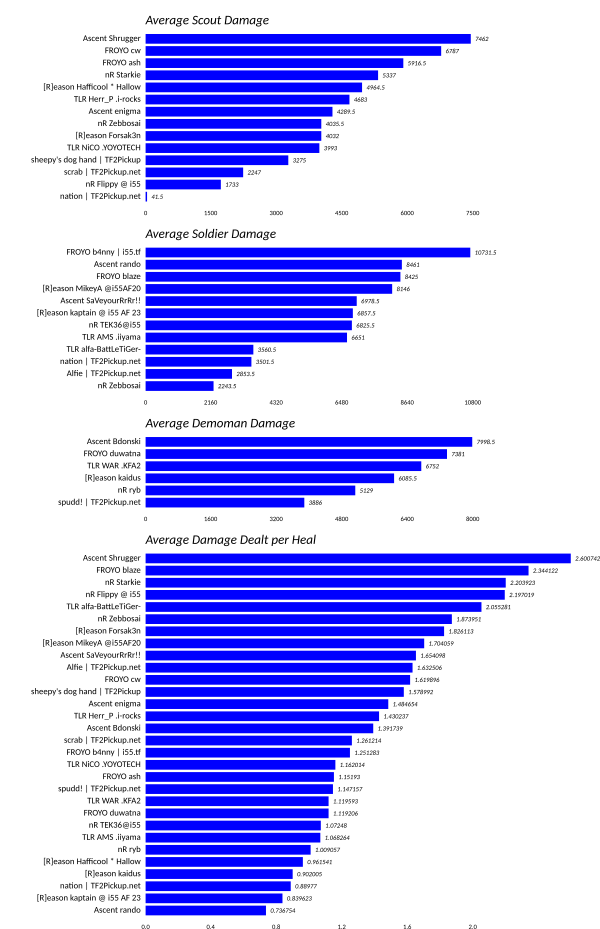 Average Scout Damage
Ascent Shrugger 7462
FROYO cw 6787
FROYO ash 5916.5
nR Starkie 5337
[R]eason Hafficool * Hallow 4964.5
TLR Herr_P .i-rocks 4683
Ascent enigma 4289.5
nR Zebbosai 4035.5
[R]eason Forsak3n 4032
TLR NiCO .YOYOTECH 3993
sheepy's dog hand | TF2Pickup 3275
scrab | TF2Pickup.net 2247
nR Flippy @ i55 1733
nation | TF2Pickup.net 41.5
0 1500 3000 4500 6000 7500
Average Soldier Damage
FROYO b4nny | i55.tf 10731.5
Ascent rando 8461
FROYO blaze 8425
[R]eason MikeyA @i55AF20 8146
Ascent SaVeyourRrRr!! 6978.5
[R]eason kaptain @ i55 AF 23 6857.5
nR TEK36@i55 6825.5
TLR AMS .iiyama 6651
TLR alfa-BattLeTiGer- 3560.5
nation | TF2Pickup.net 3501.5
Alfie | TF2Pickup.net 2853.5
nR Zebbosai 2243.5
0 2160 4320 6480 8640 10800
Average Demoman Damage
Ascent Bdonski 7998.5
FROYO duwatna 7381
TLR WAR .KFA2 6752
[R]eason kaidus 6085.5
nR ryb 5129
spudd! | TF2Pickup.net 3886
0 1600 3200 4800 6400 8000
Average Damage Dealt per Heal
Ascent Shrugger 2.600742
FROYO blaze 2.344122
nR Starkie 2.203923
nR Flippy @ i55 2.197019
TLR alfa-BattLeTiGer- 2.055281
nR Zebbosai 1.873951
[R]eason Forsak3n 1.826113
[R]eason MikeyA @i55AF20 1.704059
Ascent SaVeyourRrRr!! 1.654098
Alfie | TF2Pickup.net 1.632506
FROYO cw 1.619896
sheepy's dog hand | TF2Pickup 1.578992
Ascent enigma 1.484654
TLR Herr_P .i-rocks 1.430237
Ascent Bdonski 1.391739
scrab | TF2Pickup.net 1.261214
FROYO b4nny | i55.tf 1.251283
TLR NiCO .YOYOTECH 1.162014
FROYO ash 1.15193
spudd! | TF2Pickup.net 1.147157
TLR WAR .KFA2 1.119593
FROYO duwatna 1.119206
nR TEK36@i55 1.07248
TLR AMS .iiyama 1.068264
nR ryb 1.009057
[R]eason Hafficool * Hallow 0.961541
[R]eason kaidus 0.902005
nation | TF2Pickup.net 0.88977
[R]eason kaptain @ i55 AF 23 0.839623
Ascent rando 0.736754
0.0 0.4 0.8 1.2 1.6 2.0